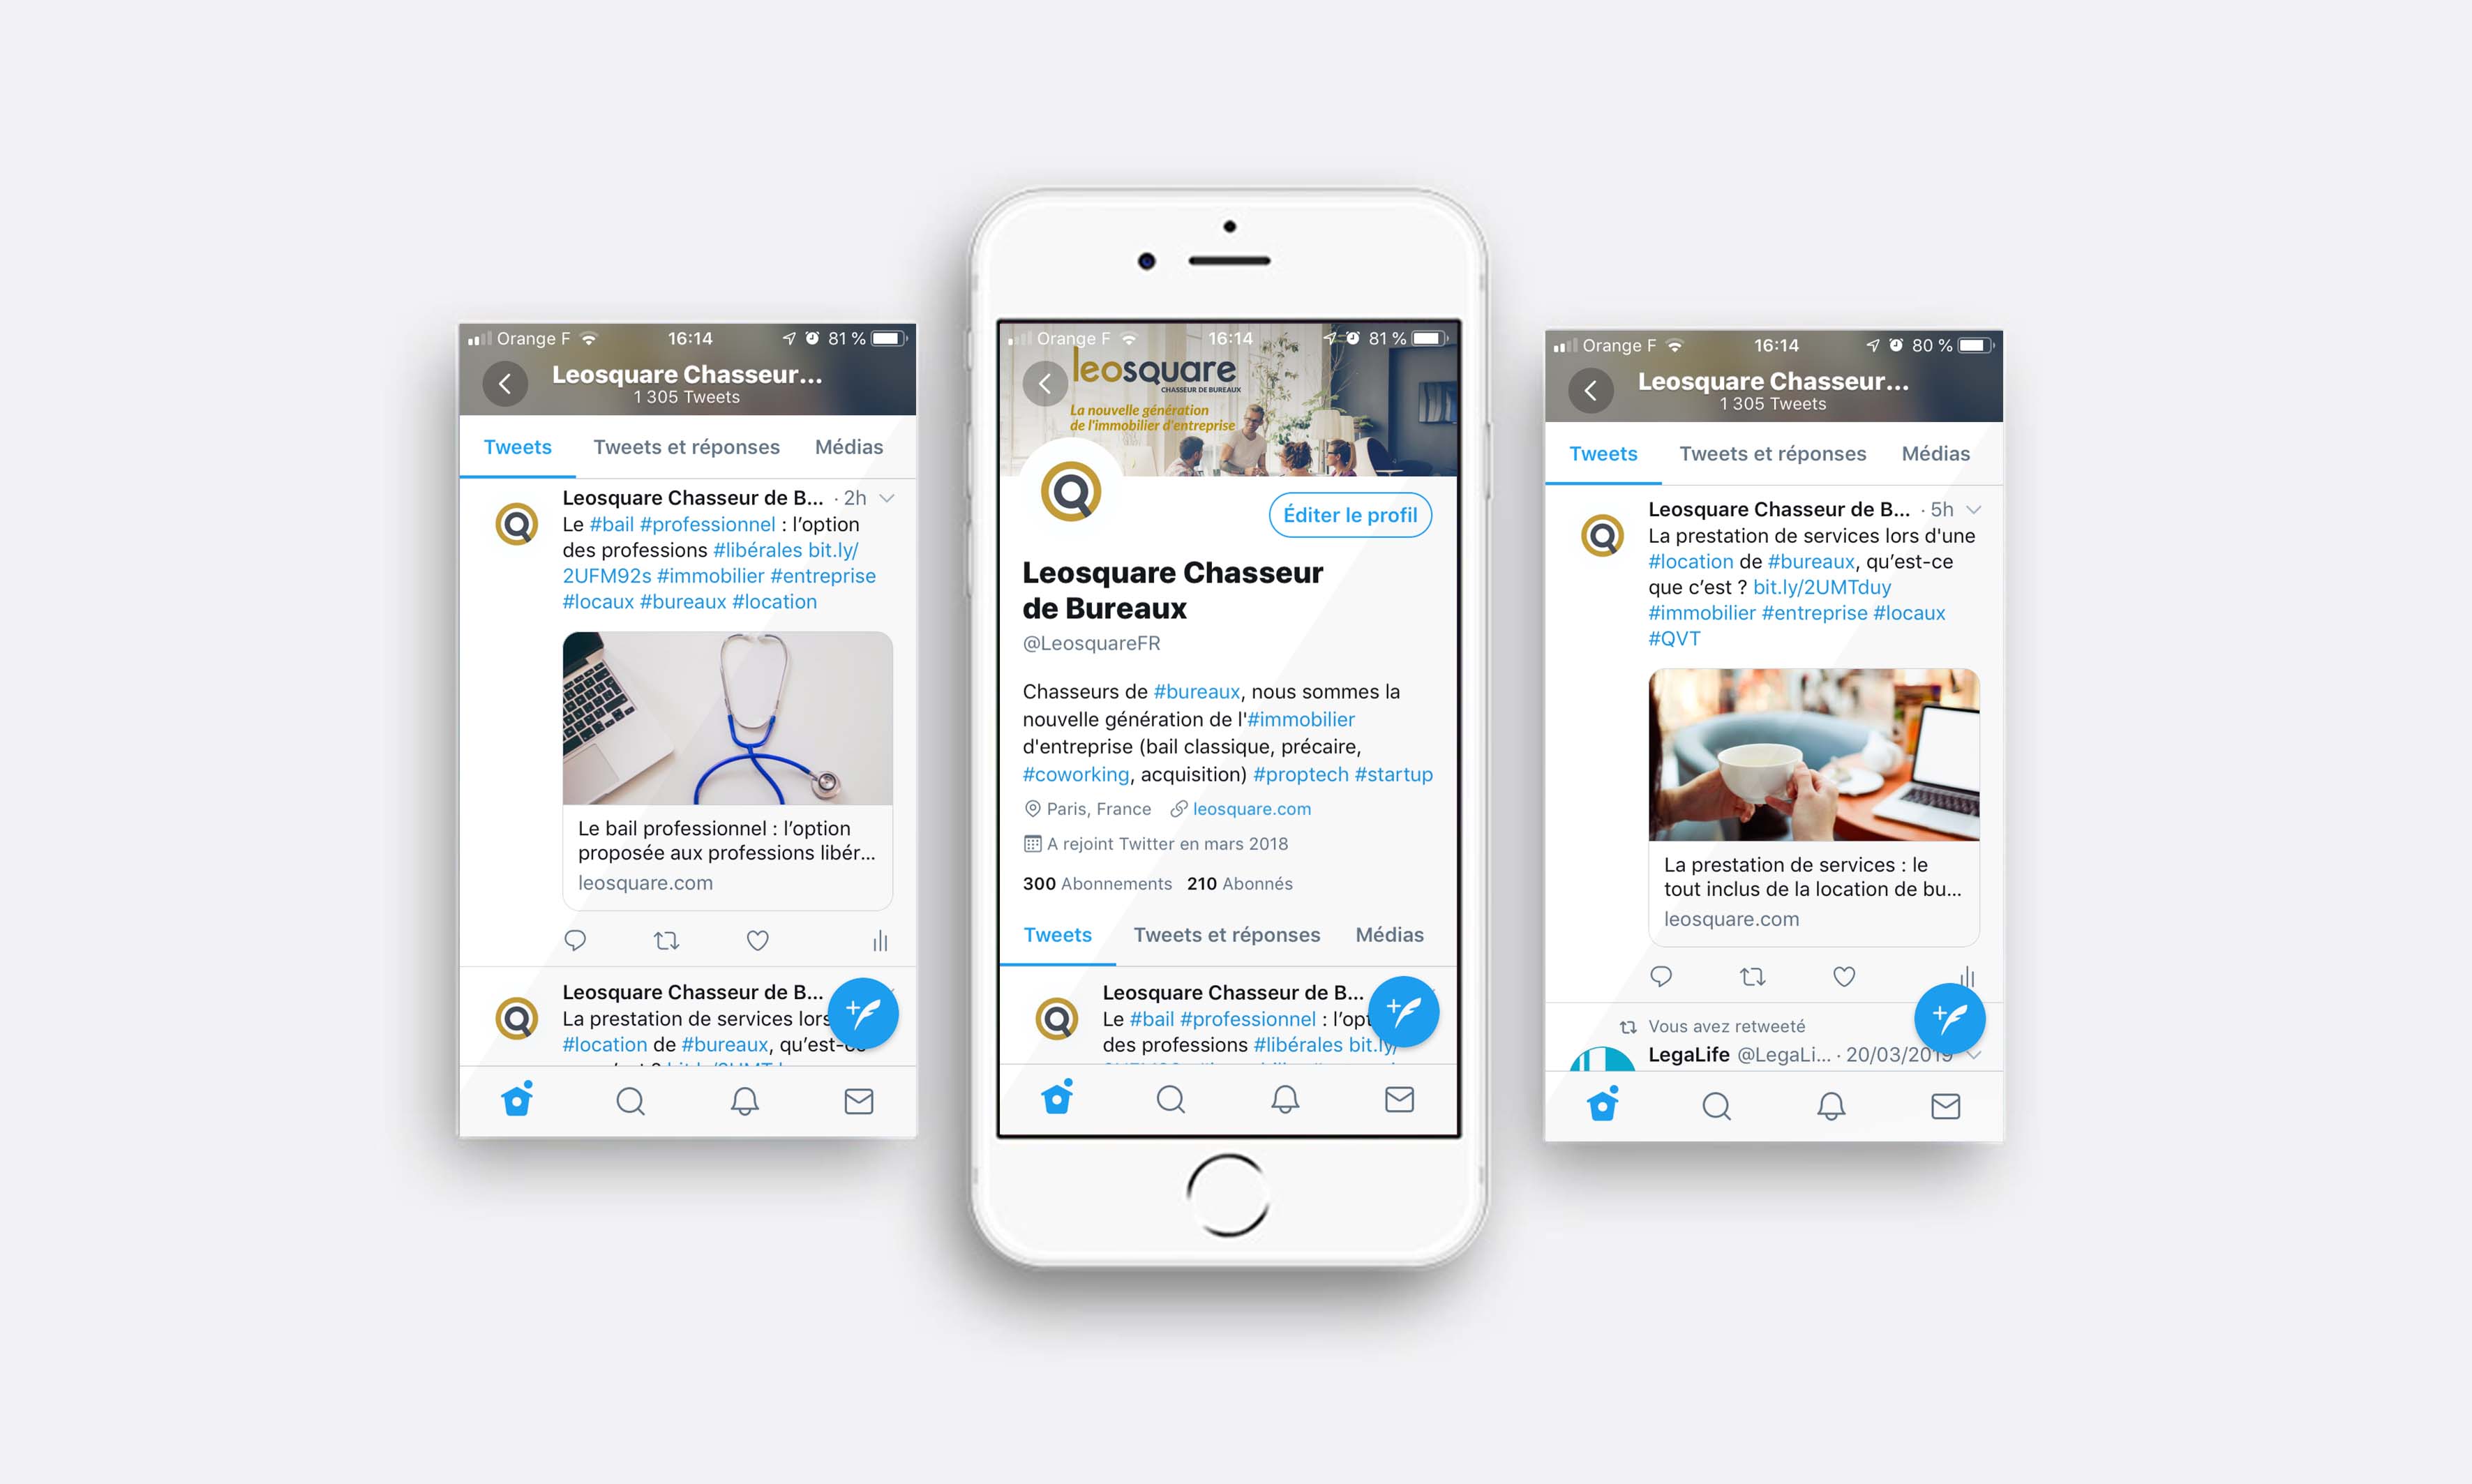 Orange F 16:14 81 %
Leosquare Chasseur...
1 305 Tweets
Tweets Tweets et réponses Médias
Leosquare Chasseur de B... · 2h
Le #bail #professionnel : l’option
des professions #libérales bit.ly/
2UFM92s #immobilier #entreprise
#locaux #bureaux #location
Le bail professionnel : l’option
proposée aux professions libér...
leosquare.com
Leosquare Chasseur de B...
La prestation de services lors
#location de #bureaux, qu’est-ce
Orange F 16:14 81 %
leosquare
CHASSEUR DE BUREAUX
La nouvelle génération
de l'immobilier d'entreprise
Éditer le profil
Leosquare Chasseur
de Bureaux
@LeosquareFR
Chasseurs de #bureaux, nous sommes la
nouvelle génération de l'#immobilier
d'entreprise (bail classique, précaire,
#coworking, acquisition) #proptech #startup
Paris, France leosquare.com
A rejoint Twitter en mars 2018
300 Abonnements 210 Abonnés
Tweets Tweets et réponses Médias
Leosquare Chasseur de B...
Le #bail #professionnel : l’opt
des professions #libérales bit.ly/
Orange F 16:14 80 %
Leosquare Chasseur...
1 305 Tweets
Tweets Tweets et réponses Médias
Leosquare Chasseur de B... · 5h
La prestation de services lors d'une
#location de #bureaux, qu’est-ce
que c’est ? bit.ly/2UMTduy
#immobilier #entreprise #locaux
#QVT
La prestation de services : le
tout inclus de la location de bu...
leosquare.com
Vous avez retweeté
LegaLife @LegaLi... · 20/03/2019